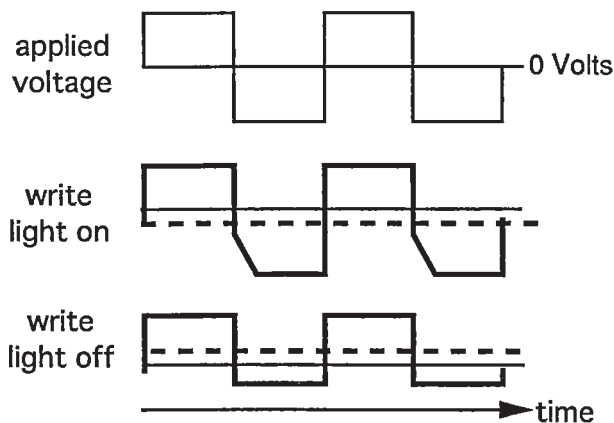 applied
voltage
0 Volts
write
light on
write
light off
time